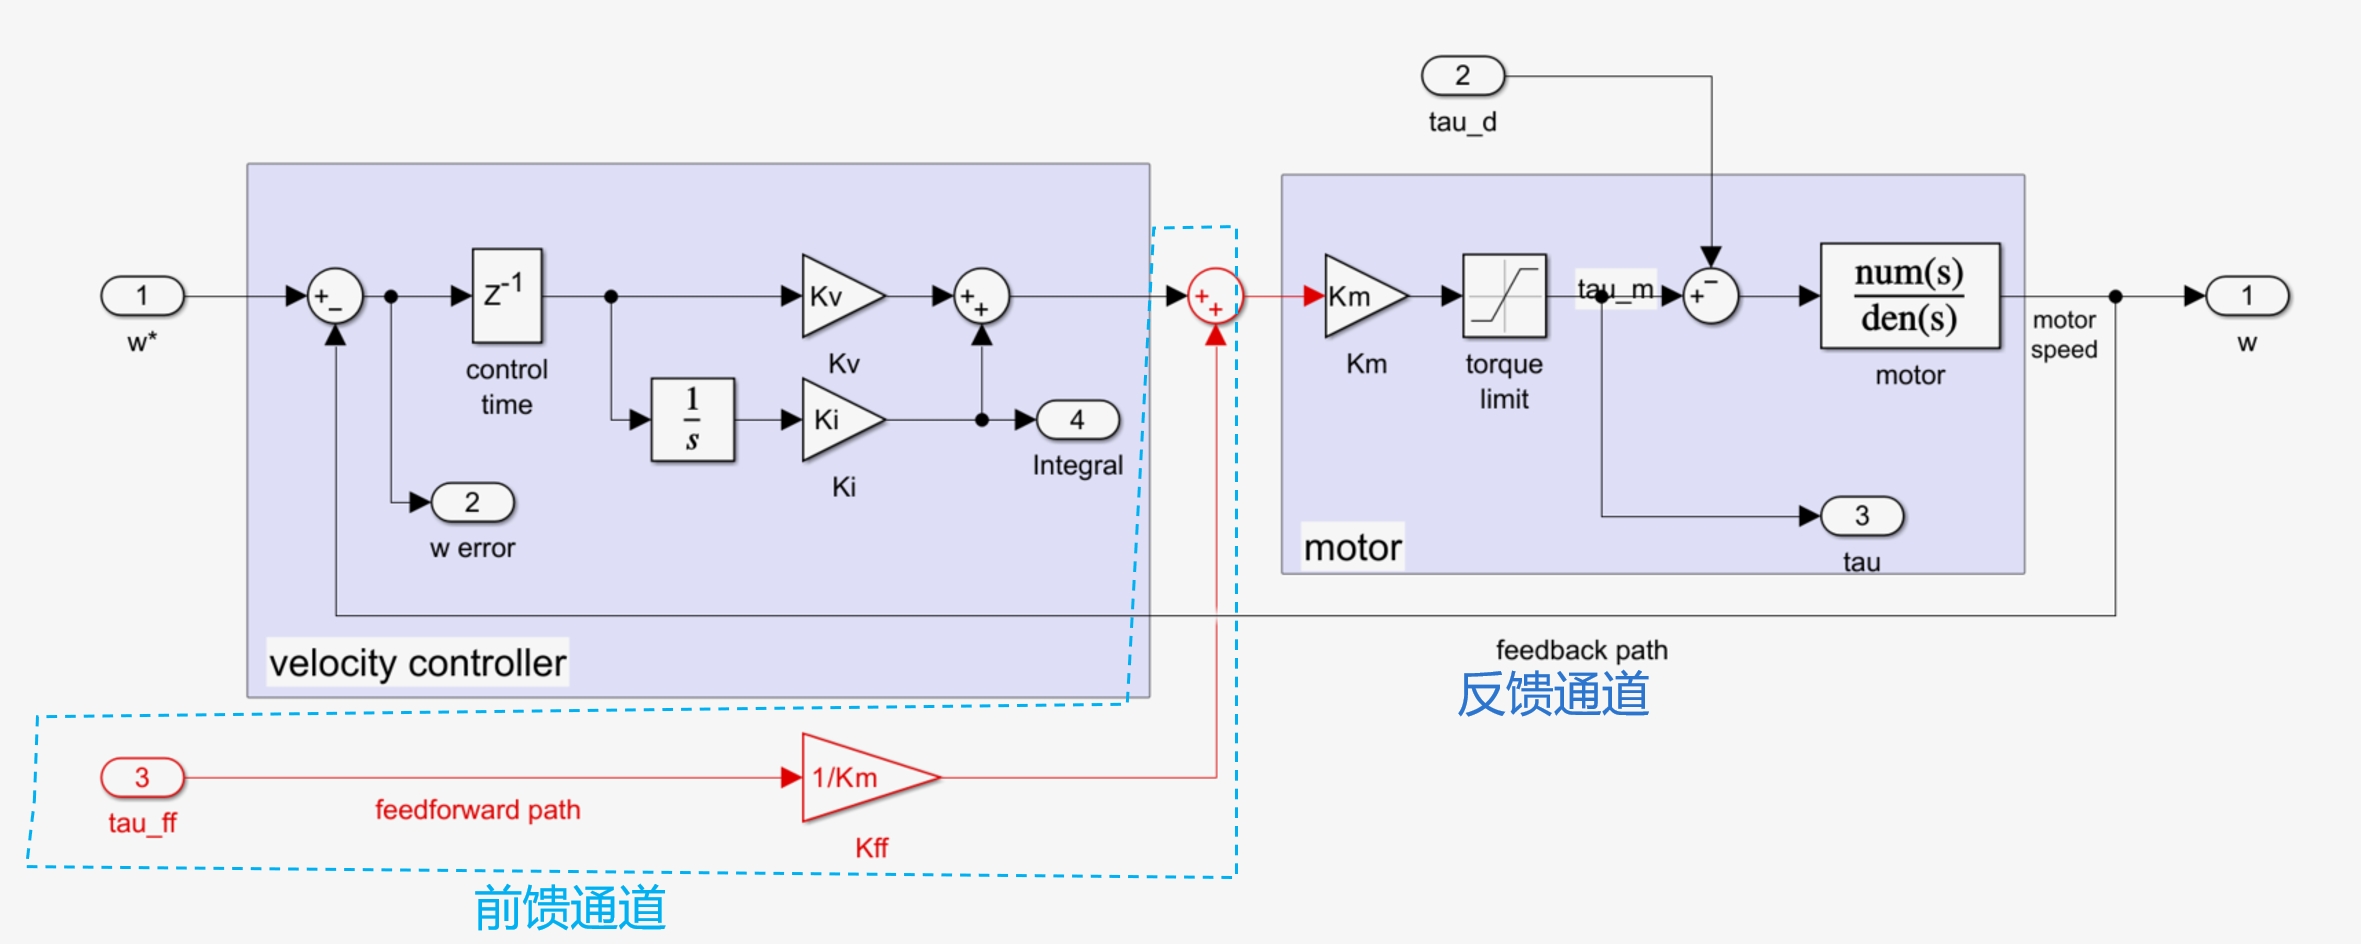 2
tau_d
1
w*
+
−
Z-1
control
time
Kv
Kv
+
+
+
+
Km
Km
torque
limit
tau_m
+
−
num(s)
den(s)
motor
motor
speed
1
w
1
s
Ki
Ki
4
Integral
2
w error
3
tau
motor
velocity controller
feedback path
反馈通道
3
tau_ff
feedforward path
1/Km
Kff
前馈通道